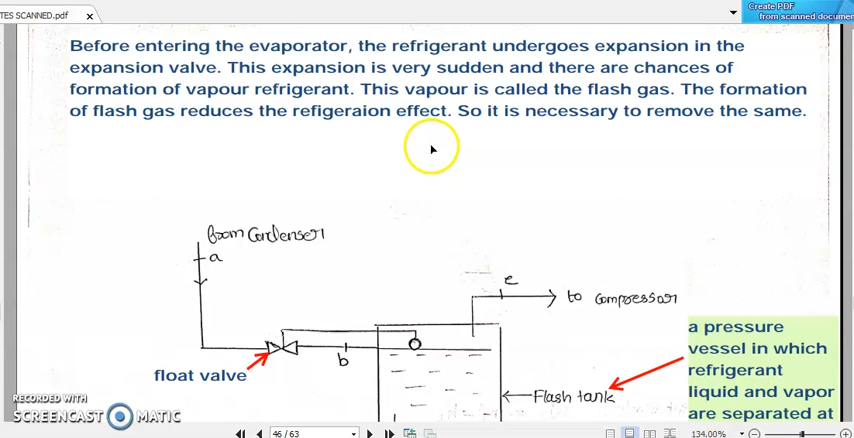 TES SCANNED.pdf
Create PDF
from scanned docume
Before entering the evaporator, the refrigerant undergoes expansion in the
expansion valve. This expansion is very sudden and there are chances of
formation of vapour refrigerant. This vapour is called the flash gas. The formation
of flash gas reduces the refigeraion effect. So it is necessary to remove the same.
from Condenser
a
e
to compressor
b
float valve
Flash tank
a pressure
vessel in which
refrigerant
liquid and vapor
are separated at
RECORDED WITH
SCREENCAST MATIC
46 / 63
134.00%